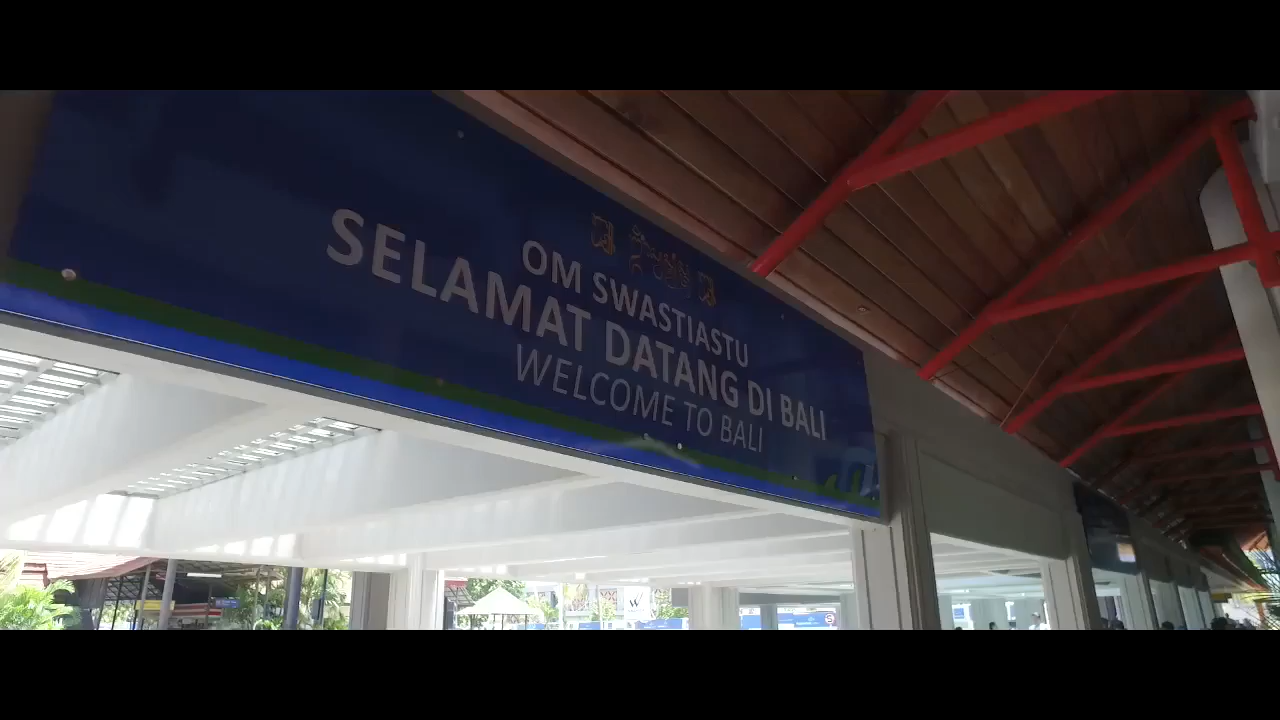 OM SWASTIASTU
SELAMAT DATANG DI BALI
WELCOME TO BALI
W